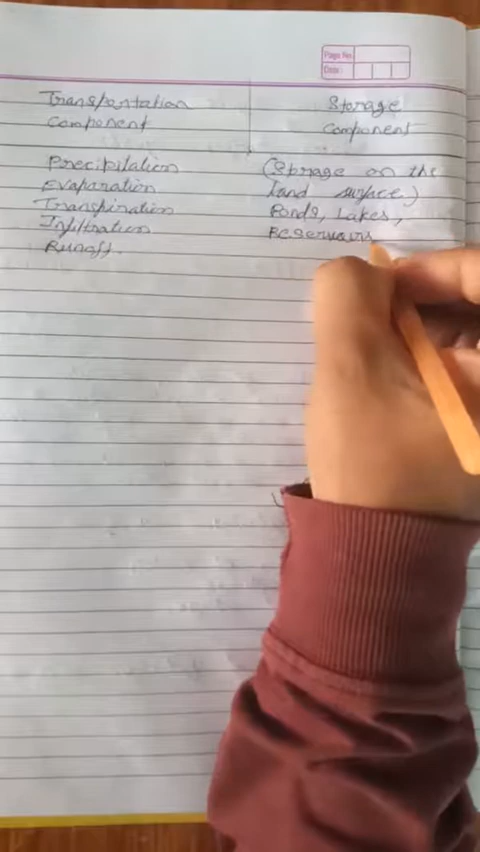 Page No.
Date:
Transportation
Component
Storage
Component
Precipitation
Evaporation
Transpiration
Infiltration
Runoff.
(Storage on the
land surface)
Ponds, Lakes,
Reservoirs